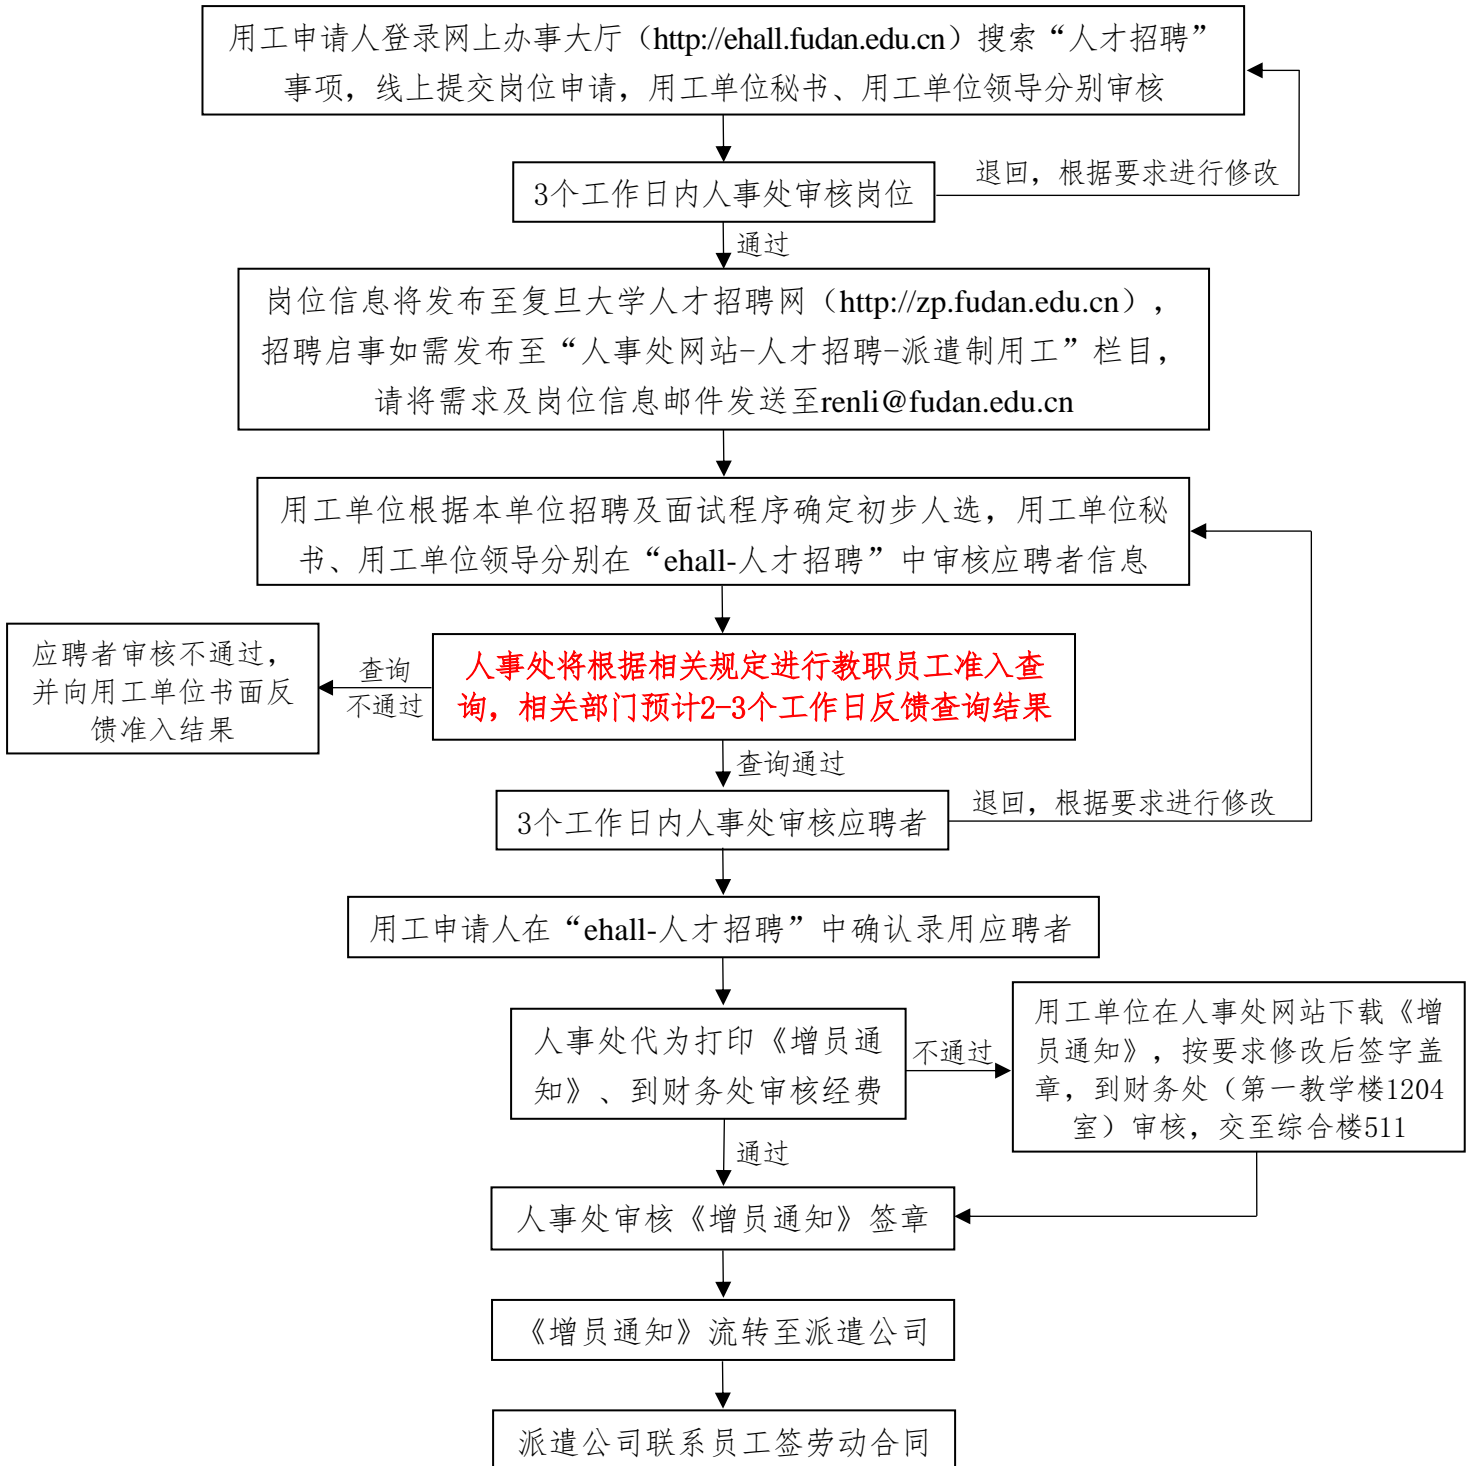 用工申请人登录网上办事大厅（http://ehall.fudan.edu.cn）搜索“人才招聘”
事项，线上提交岗位申请，用工单位秘书、用工单位领导分别审核
退回，根据要求进行修改
3个工作日内人事处审核岗位
通过
岗位信息将发布至复旦大学人才招聘网（http://zp.fudan.edu.cn），
招聘启事如需发布至“人事处网站-人才招聘-派遣制用工”栏目，
请将需求及岗位信息邮件发送至renli@fudan.edu.cn
用工单位根据本单位招聘及面试程序确定初步人选，用工单位秘
书、用工单位领导分别在“ehall-人才招聘”中审核应聘者信息
应聘者审核不通过，
并向用工单位书面反
馈准入结果
查询
不通过
人事处将根据相关规定进行教职员工准入查
询，相关部门预计2-3个工作日反馈查询结果
查询通过
3个工作日内人事处审核应聘者
退回，根据要求进行修改
用工申请人在“ehall-人才招聘”中确认录用应聘者
人事处代为打印《增员通
知》、到财务处审核经费
不通过
用工单位在人事处网站下载《增
员通知》，按要求修改后签字盖
章，到财务处（第一教学楼1204
室）审核，交至综合楼511
通过
人事处审核《增员通知》签章
《增员通知》流转至派遣公司
派遣公司联系员工签劳动合同